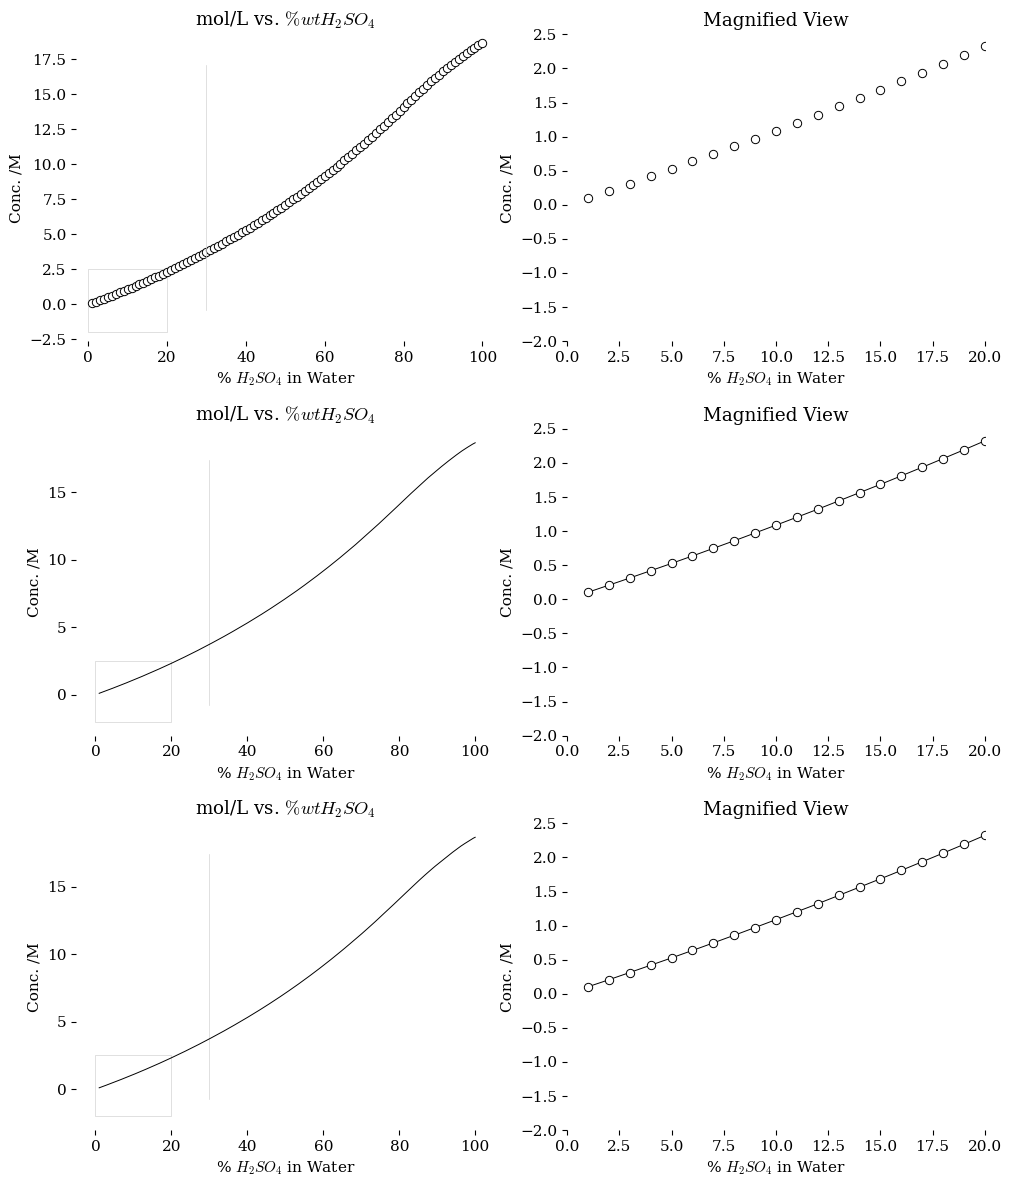 mol/L vs. %wtH₂SO₄
Magnified View
17.5
15.0
12.5
10.0
7.5
5.0
2.5
0.0
−2.5
Conc. /M
0 20 40 60 80 100
% H₂SO₄ in Water
2.5
2.0
1.5
1.0
0.5
0.0
−0.5
−1.0
−1.5
−2.0
Conc. /M
0.0 2.5 5.0 7.5 10.0 12.5 15.0 17.5 20.0
% H₂SO₄ in Water
mol/L vs. %wtH₂SO₄
Magnified View
15
10
5
0
Conc. /M
0 20 40 60 80 100
% H₂SO₄ in Water
2.5
2.0
1.5
1.0
0.5
0.0
−0.5
−1.0
−1.5
−2.0
Conc. /M
0.0 2.5 5.0 7.5 10.0 12.5 15.0 17.5 20.0
% H₂SO₄ in Water
mol/L vs. %wtH₂SO₄
Magnified View
15
10
5
0
Conc. /M
0 20 40 60 80 100
% H₂SO₄ in Water
2.5
2.0
1.5
1.0
0.5
0.0
−0.5
−1.0
−1.5
−2.0
Conc. /M
0.0 2.5 5.0 7.5 10.0 12.5 15.0 17.5 20.0
% H₂SO₄ in Water